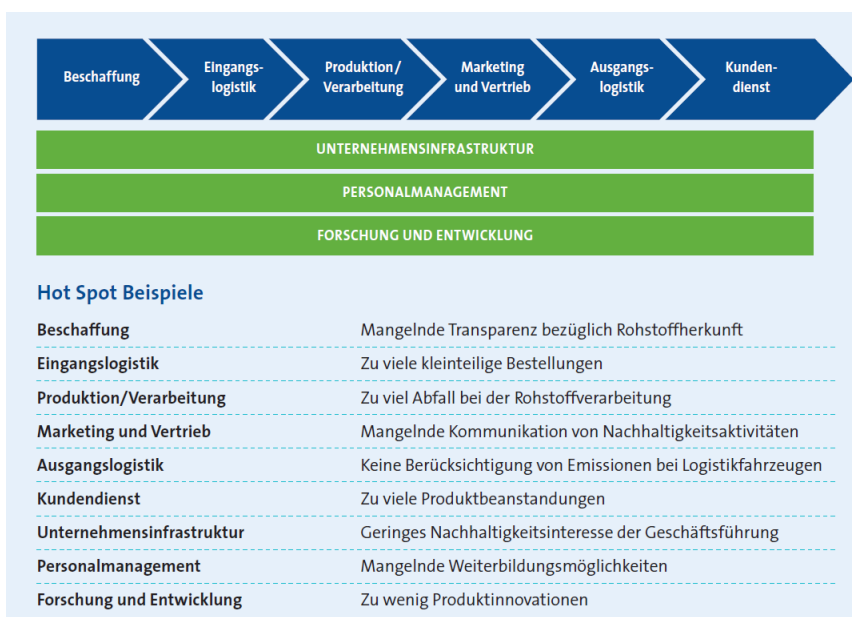 Beschaffung
Eingangs-
logistik
Produktion/
Verarbeitung
Marketing
und Vertrieb
Ausgangs-
logistik
Kunden-
dienst
UNTERNEHMENSINFRASTRUKTUR
PERSONALMANAGEMENT
FORSCHUNG UND ENTWICKLUNG
Hot Spot Beispiele
Beschaffung Mangelnde Transparenz bezüglich Rohstoffherkunft
Eingangslogistik Zu viele kleinteilige Bestellungen
Produktion/Verarbeitung Zu viel Abfall bei der Rohstoffverarbeitung
Marketing und Vertrieb Mangelnde Kommunikation von Nachhaltigkeitsaktivitäten
Ausgangslogistik Keine Berücksichtigung von Emissionen bei Logistikfahrzeugen
Kundendienst Zu viele Produktbeanstandungen
Unternehmensinfrastruktur Geringes Nachhaltigkeitsinteresse der Geschäftsführung
Personalmanagement Mangelnde Weiterbildungsmöglichkeiten
Forschung und Entwicklung Zu wenig Produktinnovationen